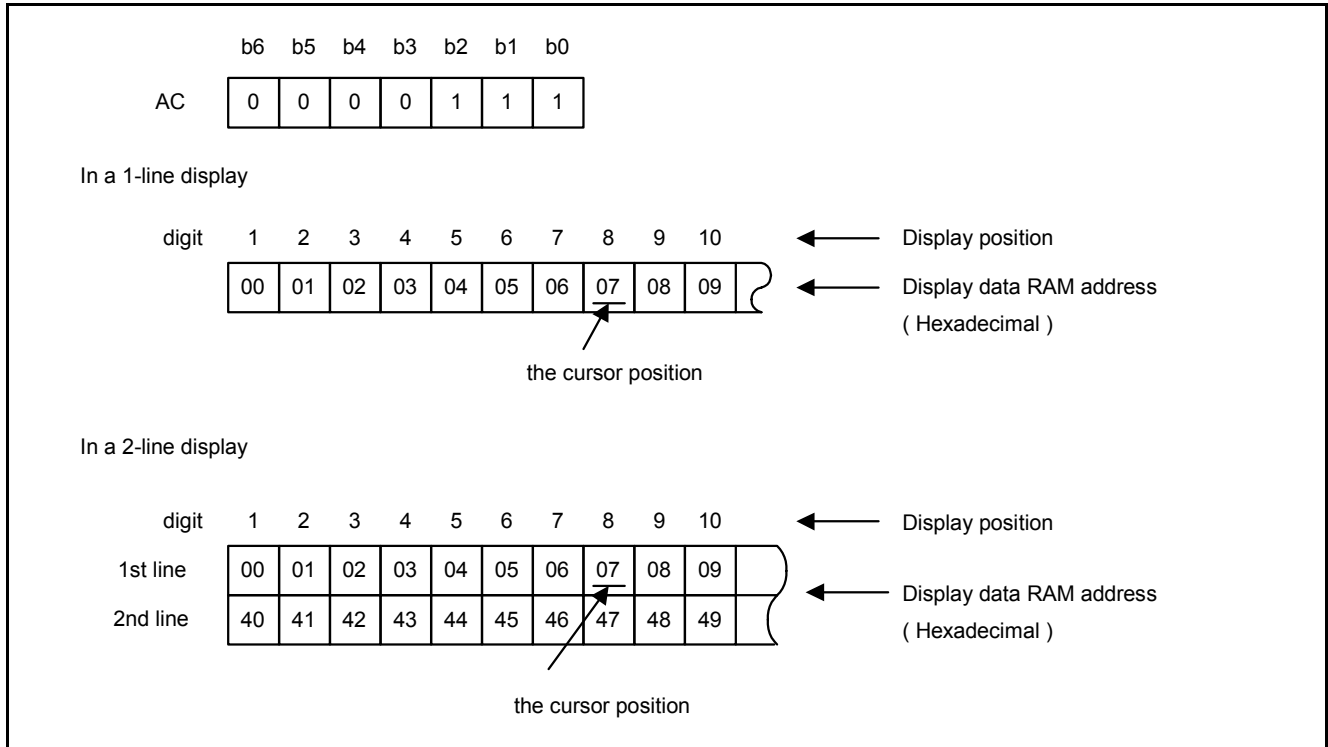 b6 b5 b4 b3 b2 b1 b0
AC 0 0 0 0 1 1 1
In a 1-line display
digit 1 2 3 4 5 6 7 8 9 10 Display position
00 01 02 03 04 05 06 07 08 09 Display data RAM address
( Hexadecimal )
the cursor position
In a 2-line display
digit 1 2 3 4 5 6 7 8 9 10 Display position
1st line 00 01 02 03 04 05 06 07 08 09
Display data RAM address
2nd line 40 41 42 43 44 45 46 47 48 49
( Hexadecimal )
the cursor position